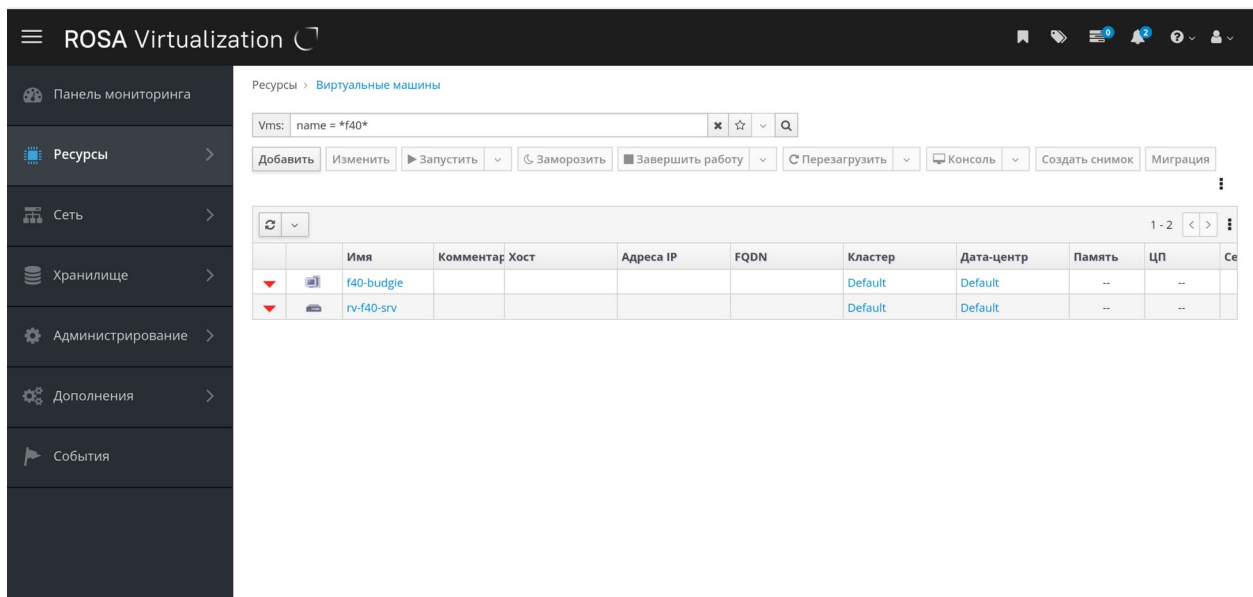 ROSA Virtualization
0 2
Панель мониторинга
Ресурсы
Сеть
Хранилище
Администрирование
Дополнения
События
Ресурсы > Виртуальные машины
Vms: name = *f40*
Добавить Изменить Запустить Заморозить Завершить работу Перезагрузить Консоль Создать снимок Миграция
1 - 2
Имя Комментар Хост Адреса IP FQDN Кластер Дата-центр Память ЦП Се
f40-budgie Default Default -- --
rv-f40-srv Default Default -- --